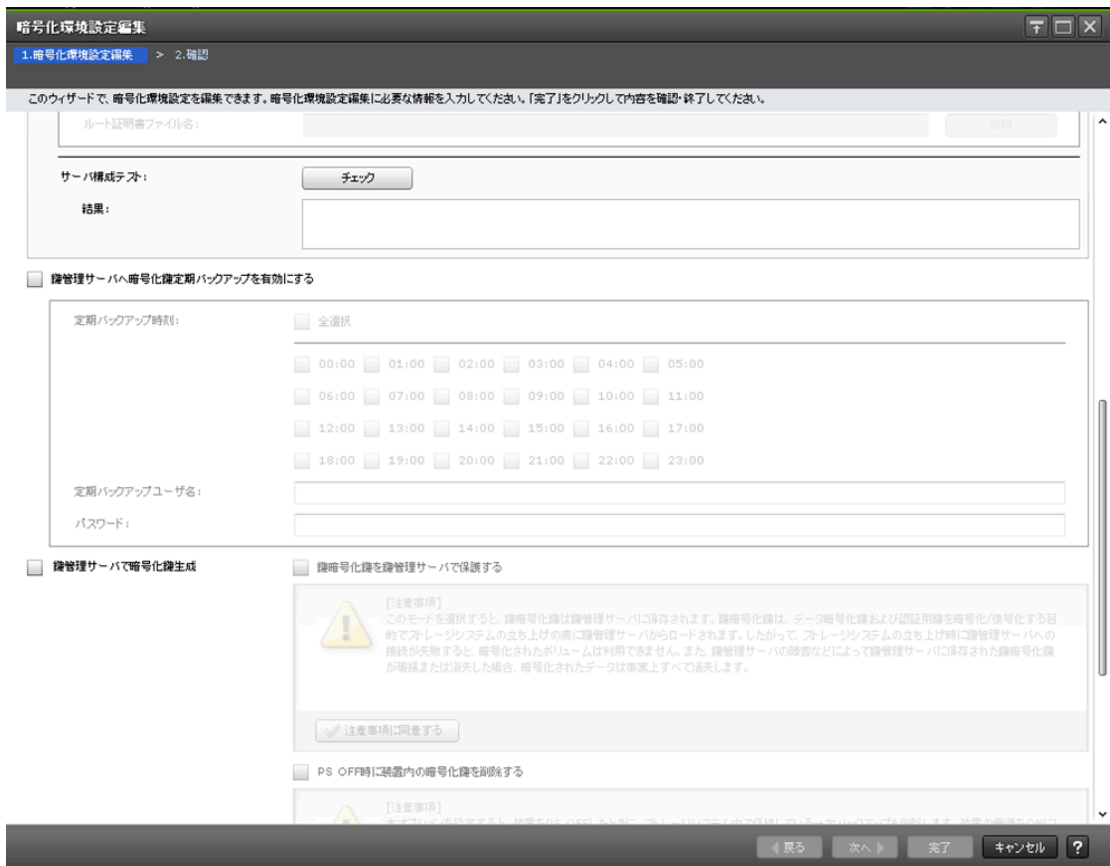 暗号化環境設定編集
1.暗号化環境設定編集 > 2.確認
このウィザードで、暗号化環境設定を編集できます。暗号化環境設定編集に必要な情報を入力してください。「完了」をクリックして内容を確認・終了してください。
ルート証明書ファイル名: 参照
サーバ構成テスト: チェック
結果:
鍵管理サーバへ暗号化鍵定期バックアップを有効にする
定期バックアップ時刻: 全選択
00:00 01:00 02:00 03:00 04:00 05:00
06:00 07:00 08:00 09:00 10:00 11:00
12:00 13:00 14:00 15:00 16:00 17:00
18:00 19:00 20:00 21:00 22:00 23:00
定期バックアップユーザ名:
パスワード:
鍵管理サーバで暗号化鍵生成 鍵暗号化鍵を鍵管理サーバで保護する
[注意事項]
このモードを選択すると、鍵暗号化鍵は鍵管理サーバに保存されます。鍵暗号化鍵は、データ暗号化鍵および認証用鍵を暗号化/復号化する目
的でストレージシステムの立ち上げの度に鍵管理サーバからロードされます。したがって、ストレージシステムの立ち上げ時に鍵管理サーバへの
接続が失敗すると、暗号化されたボリュームは利用できません。また、鍵管理サーバの障害などによって鍵管理サーバに保存された鍵暗号化鍵
が破損または消失した場合、暗号化されたデータは事実上すべて消失します。
注意事項に同意する
PS OFF時に装置内の暗号化鍵を削除する
[注意事項]
戻る 次へ 完了 キャンセル ?